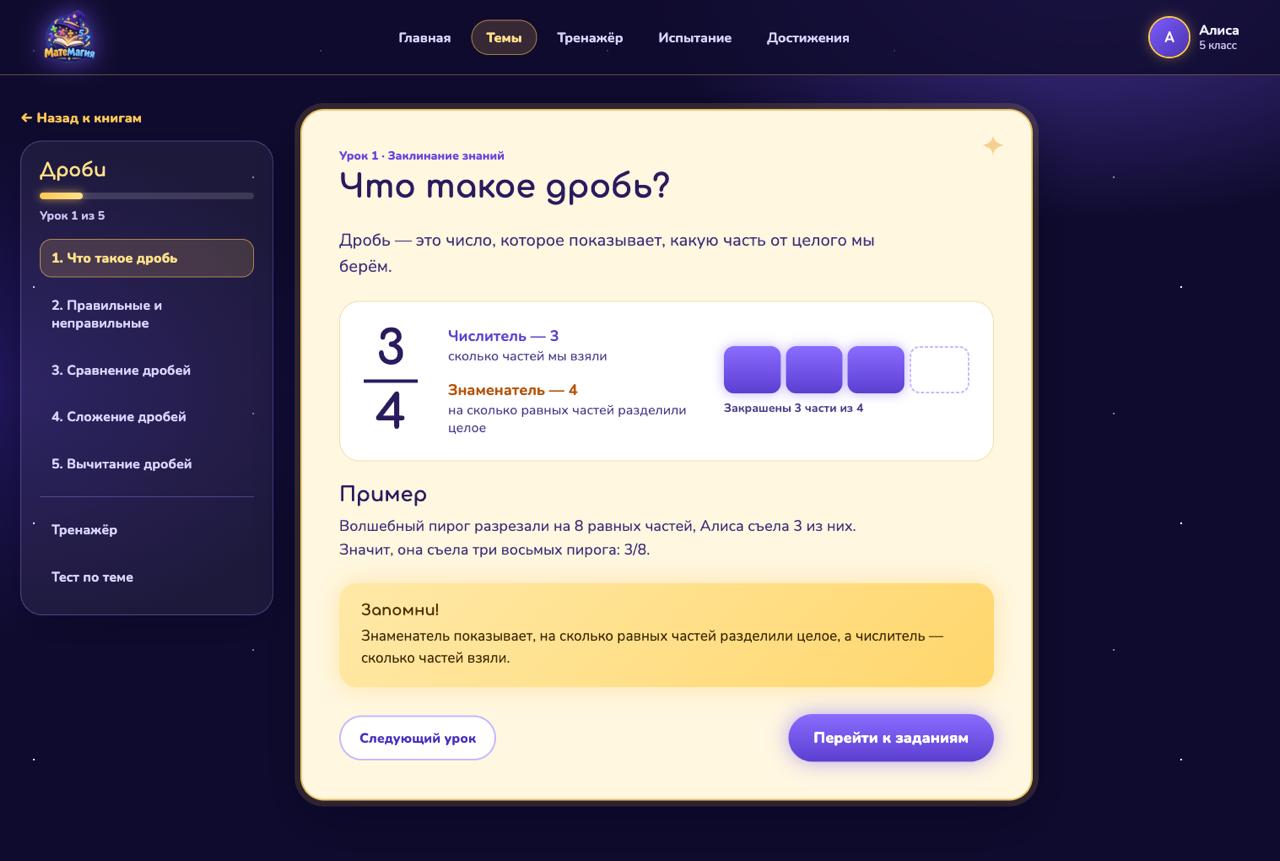 МатеМагия
Главная
Темы
Тренажёр
Испытание
Достижения
А
Алиса
5 класс
← Назад к книгам
Дроби
Урок 1 из 5
1. Что такое дробь
2. Правильные и
неправильные
3. Сравнение дробей
4. Сложение дробей
5. Вычитание дробей
Тренажёр
Тест по теме
Урок 1 · Заклинание знаний
Что такое дробь?
Дробь — это число, которое показывает, какую часть от целого мы
берём.
3
4
Числитель — 3
сколько частей мы взяли
Знаменатель — 4
на сколько равных частей разделили
целое
Закрашены 3 части из 4
Пример
Волшебный пирог разрезали на 8 равных частей, Алиса съела 3 из них.
Значит, она съела три восьмых пирога: 3/8.
Запомни!
Знаменатель показывает, на сколько равных частей разделили целое, а числитель —
сколько частей взяли.
Следующий урок
Перейти к заданиям